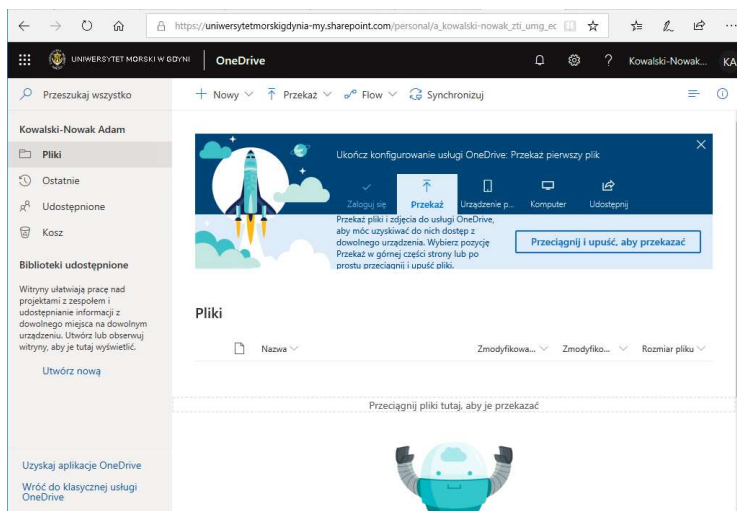 https://uniwersytetmorskigdynia-my.sharepoint.com/personal/a_kowalski-nowak_zti_umg_ec
UNIWERSYTET MORSKI W GDYNI
OneDrive
?
Kowalski-Nowak...
KA
Przeszukaj wszystko
Nowy
Przekaż
Flow
Synchronizuj
Kowalski-Nowak Adam
Pliki
Ostatnie
Udostępnione
Kosz
Biblioteki udostępnione
Witryny ułatwiają pracę nad
projektami z zespołem i
udostępnianie informacji z
dowolnego miejsca na dowolnym
urządzeniu. Utwórz lub obserwuj
witryny, aby je tutaj wyświetlić.
Utwórz nową
Uzyskaj aplikacje OneDrive
Wróć do klasycznej usługi
OneDrive
Ukończ konfigurowanie usługi OneDrive: Przekaż pierwszy plik
Zaloguj się
Przekaż
Urządzenie p...
Komputer
Udostępnij
Przekaż pliki i zdjęcia do usługi OneDrive,
aby móc uzyskiwać do nich dostęp z
dowolnego urządzenia. Wybierz pozycję
Przekaż w górnej części strony lub po
prostu przeciągnij i upuść pliki.
Przeciągnij i upuść, aby przekazać
Pliki
Nazwa
Zmodyfikowa...
Zmodyfiko...
Rozmiar pliku
Przeciągnij pliki tutaj, aby je przekazać